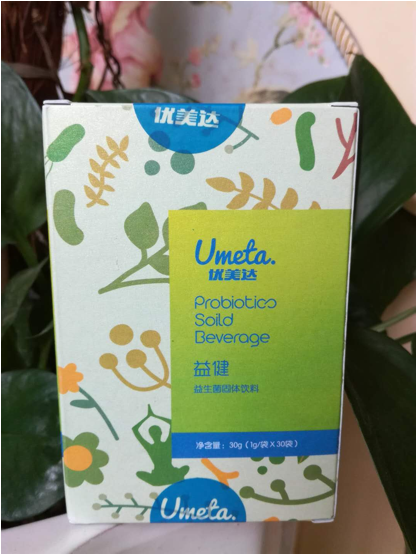 优美达
Umeta.
优美达
Probiotics
Soild
Beverage
益健
益生菌固体饮料
净含量：30g（1g/袋X30袋）
Umeta.